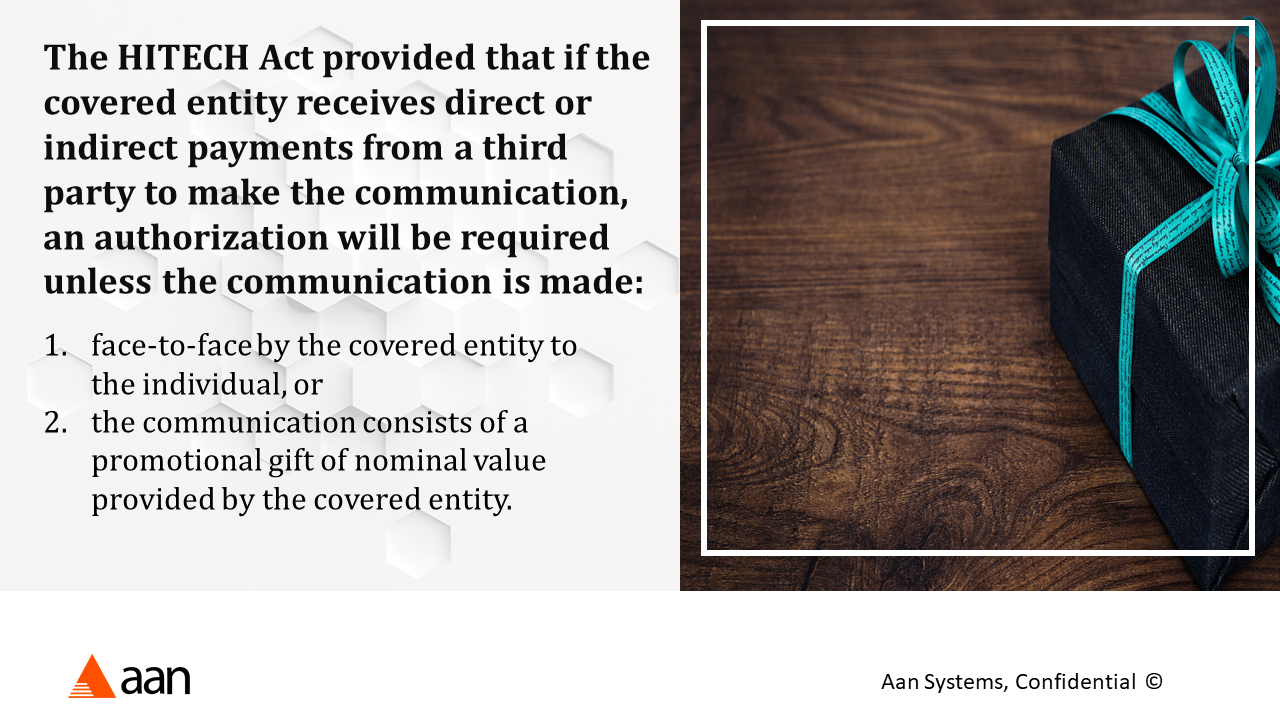 The HITECH Act provided that if the
covered entity receives direct or
indirect payments from a third
party to make the communication,
an authorization will be required
unless the communication is made:
1. face-to-face by the covered entity to
the individual, or
2. the communication consists of a
promotional gift of nominal value
provided by the covered entity.
aan
Aan Systems, Confidential ©